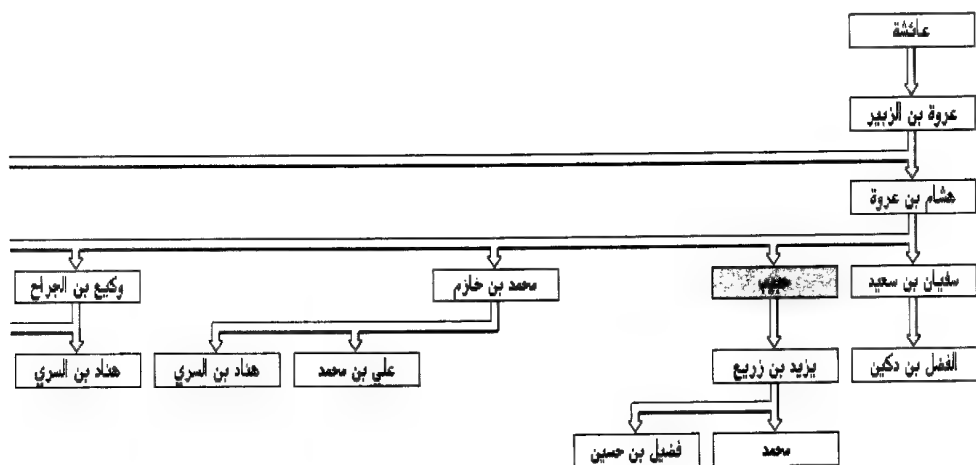 عائشة
عروة بن الزبير
هشام بن عروة
سفيان بن سعيد
حبيب
محمد بن خازم
وكيع بن الجراح
الفضل بن دكين
يزيد بن زريع
علي بن محمد
هناد بن السري
هناد بن السري
محمد
فضيل بن حسين